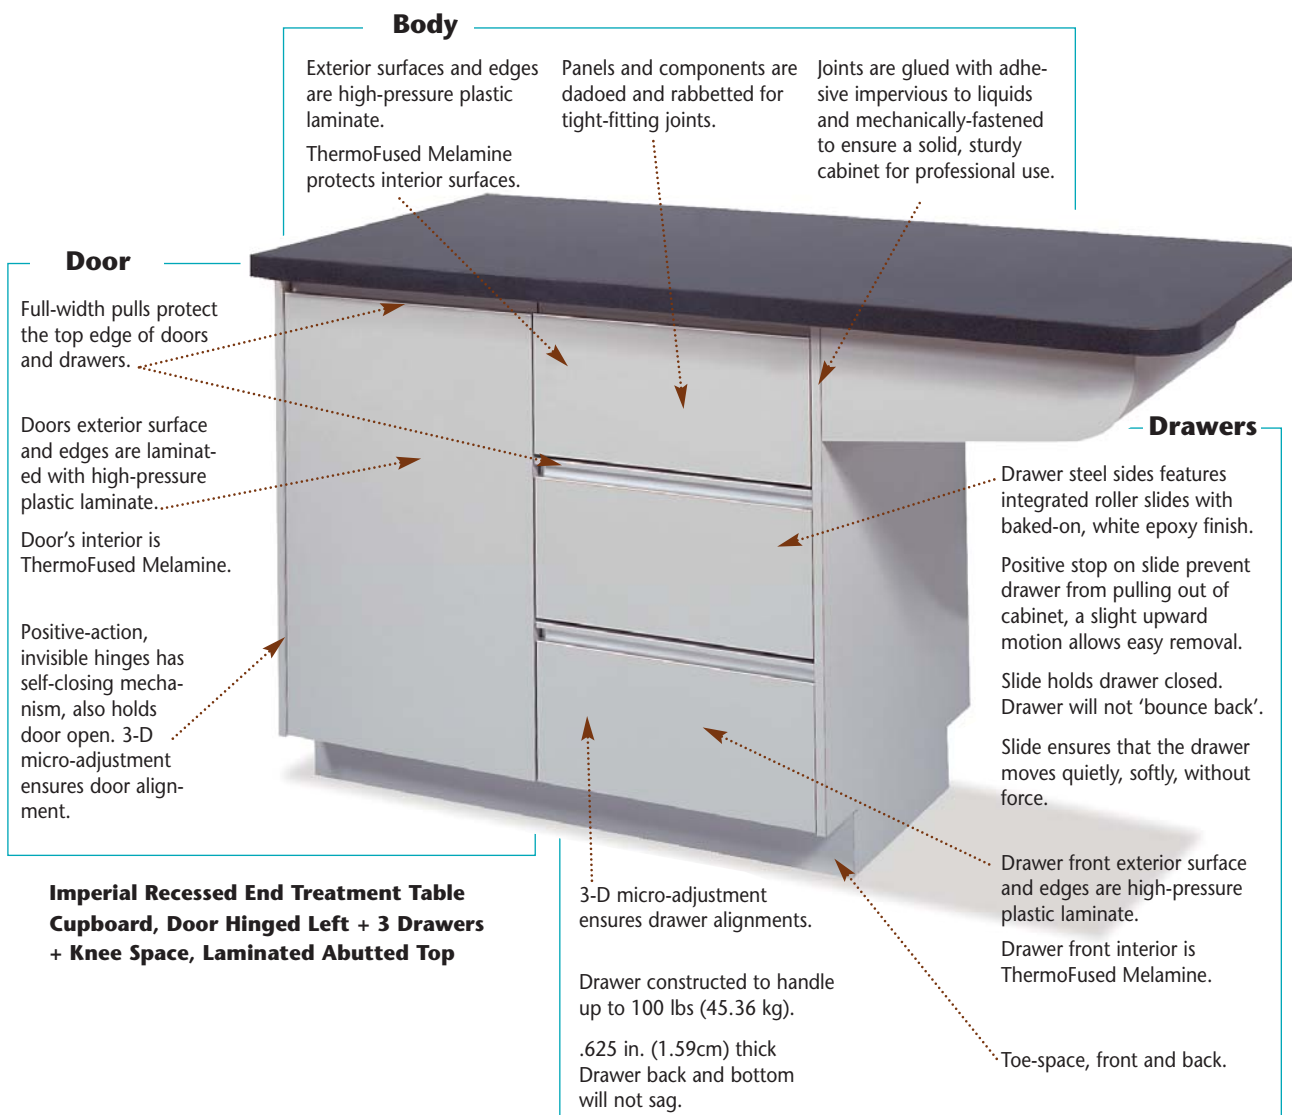 Body
Exterior surfaces and edges
are high-pressure plastic
laminate.
ThermoFused Melamine
protects interior surfaces.
Panels and components are
dadoed and rabbetted for
tight-fitting joints.
Joints are glued with adhe-
sive impervious to liquids
and mechanically-fastened
to ensure a solid, sturdy
cabinet for professional use.
Door
Full-width pulls protect
the top edge of doors
and drawers.
Doors exterior surface
and edges are laminat-
ed with high-pressure
plastic laminate.
Door's interior is
ThermoFused Melamine.
Positive-action,
invisible hinges has
self-closing mecha-
nism, also holds
door open. 3-D
micro-adjustment
ensures door align-
ment.
Drawers
Drawer steel sides features
integrated roller slides with
baked-on, white epoxy finish.
Positive stop on slide prevent
drawer from pulling out of
cabinet, a slight upward
motion allows easy removal.
Slide holds drawer closed.
Drawer will not ‘bounce back’.
Slide ensures that the drawer
moves quietly, softly, without
force.
Drawer front exterior surface
and edges are high-pressure
plastic laminate.
Drawer front interior is
ThermoFused Melamine.
Toe-space, front and back.
3-D micro-adjustment
ensures drawer alignments.
Drawer constructed to handle
up to 100 lbs (45.36 kg).
.625 in. (1.59cm) thick
Drawer back and bottom
will not sag.
Imperial Recessed End Treatment Table
Cupboard, Door Hinged Left + 3 Drawers
+ Knee Space, Laminated Abutted Top